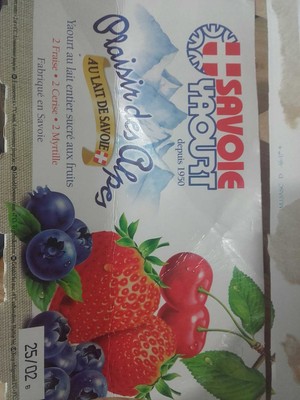 SAVOIE
YAOURT
depuis 1950
Plaisir des Alpes
AU LAIT DE SAVOIE
Yaourt au lait entier sucré aux fruits
2 Fraise • 2 Cerise • 2 Myrtille
Fabriqué en Savoie
25/02